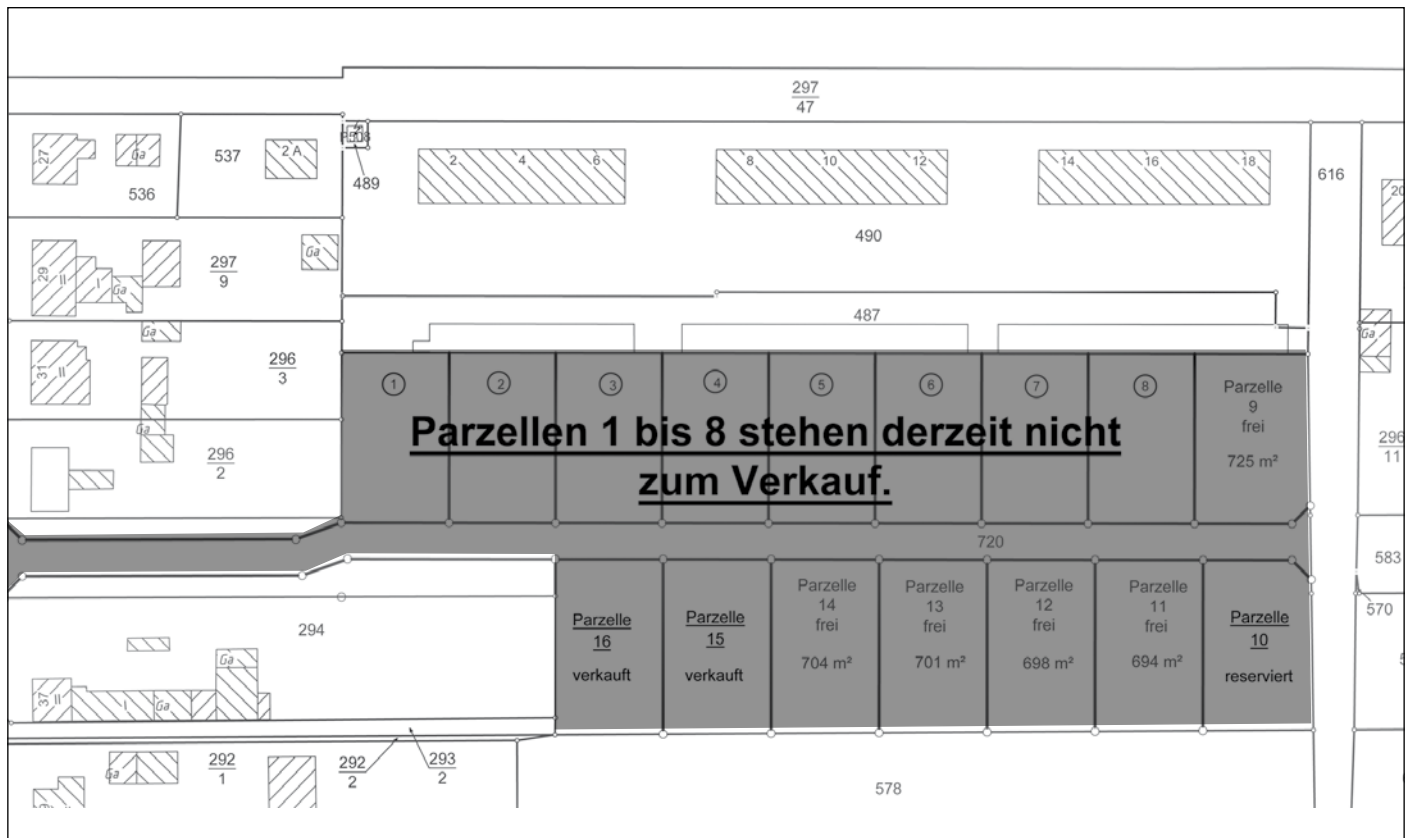 297
47
27
Ga
536
537
2 A
489
2 4 6
8 10 12
14 16 18
616
20
490
29
II
I
Ga
297
9
Ga
487
Ga
31
II
296
3
Ga
296
2
1
2
3
4
5
6
7
8
Parzelle
9
frei
725 m²
Parzellen 1 bis 8 stehen derzeit nicht
zum Verkauf.
Ga
296
11
720
583
570
294
Ga
37
II
I
Ga
Parzelle
16
verkauft
Parzelle
15
verkauft
Parzelle
14
frei
704 m²
Parzelle
13
frei
701 m²
Parzelle
12
frei
698 m²
Parzelle
11
frei
694 m²
Parzelle
10
reserviert
Ga
292
1
292
2
293
2
578